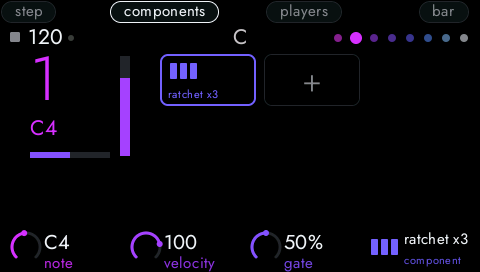 step components players bar
120 C
1
C4
ratchet x3
+
C4 100 50% ratchet x3
note velocity gate component